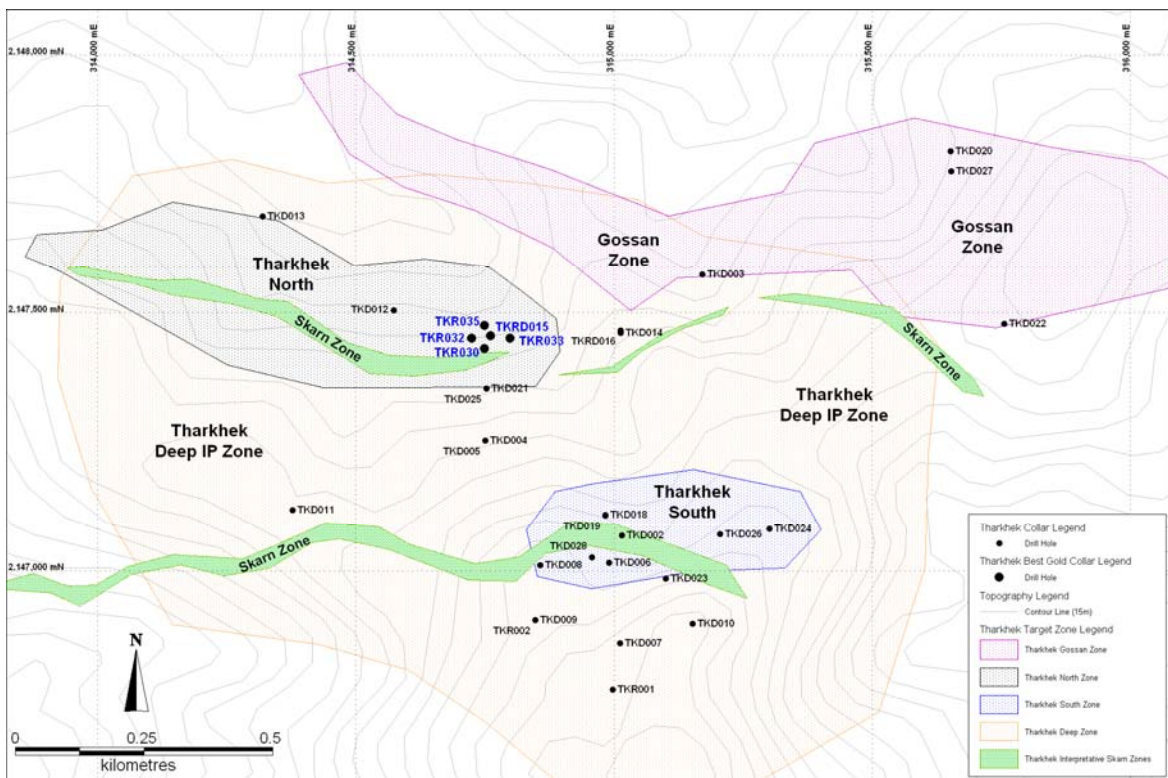 314,000 mE
314,500 mE
315,000 mE
315,500 mE
316,000 mE
2,148,000 mN
TKD020
TKD027
TKD013
Gossan
Zone
Gossan
Zone
Tharkhek
North
TKD003
TKD012
2,147,500 mN
TKR035
TKRD015
TKR032
TKR033
TKR030
Skarn Zone
TKD014
TKRD016
TKD022
Skarn Zone
TKD021
TKD025
Tharkhek
Deep IP Zone
Tharkhek
Deep IP Zone
TKD004
TKD005
Tharkhek
South
TKD011
TKD018
TKD019
TKD002
TKD026
TKD024
TKD028
Skarn Zone
2,147,000 mN
TKD008
TKD006
TKD023
TKD009
TKR002
TKD010
TKD007
TKR001
N
0 0.25 0.5
kilometres
Tharkhek Collar Legend
Drill Hole
Tharkhek Best Gold Collar Legend
Drill Hole
Topography Legend
Contour Line (15m)
Tharkhek Target Zone Legend
Tharkhek Gossan Zone
Tharkhek North Zone
Tharkhek South Zone
Tharkhek Deep Zone
Tharkhek Interpretative Skarn Zones